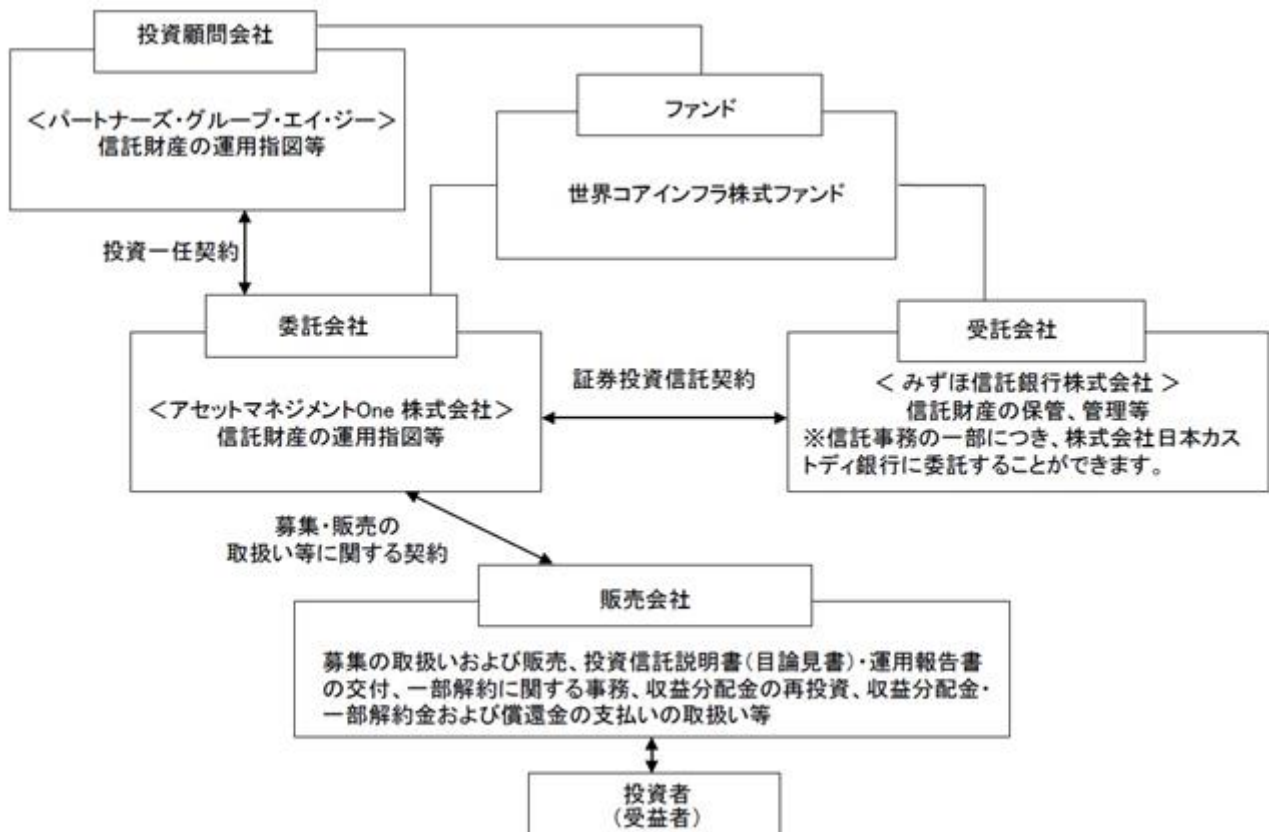 投資顧問会社
<パートナーズ・グループ・エイ・ジー>
信託財産の運用指図等
ファンド
世界コアインフラ株式ファンド
投資一任契約
委託会社
<アセットマネジメントOne 株式会社>
信託財産の運用指図等
証券投資信託契約
受託会社
< みずほ信託銀行株式会社 >
信託財産の保管、管理等
※信託事務の一部につき、株式会社日本カス
トディ銀行に委託することができます。
募集・販売の
取扱い等に関する契約
販売会社
募集の取扱いおよび販売、投資信託説明書(目論見書)・運用報告書
の交付、一部解約に関する事務、収益分配金の再投資、収益分配金・
一部解約金および償還金の支払いの取扱い等
投資者
(受益者)